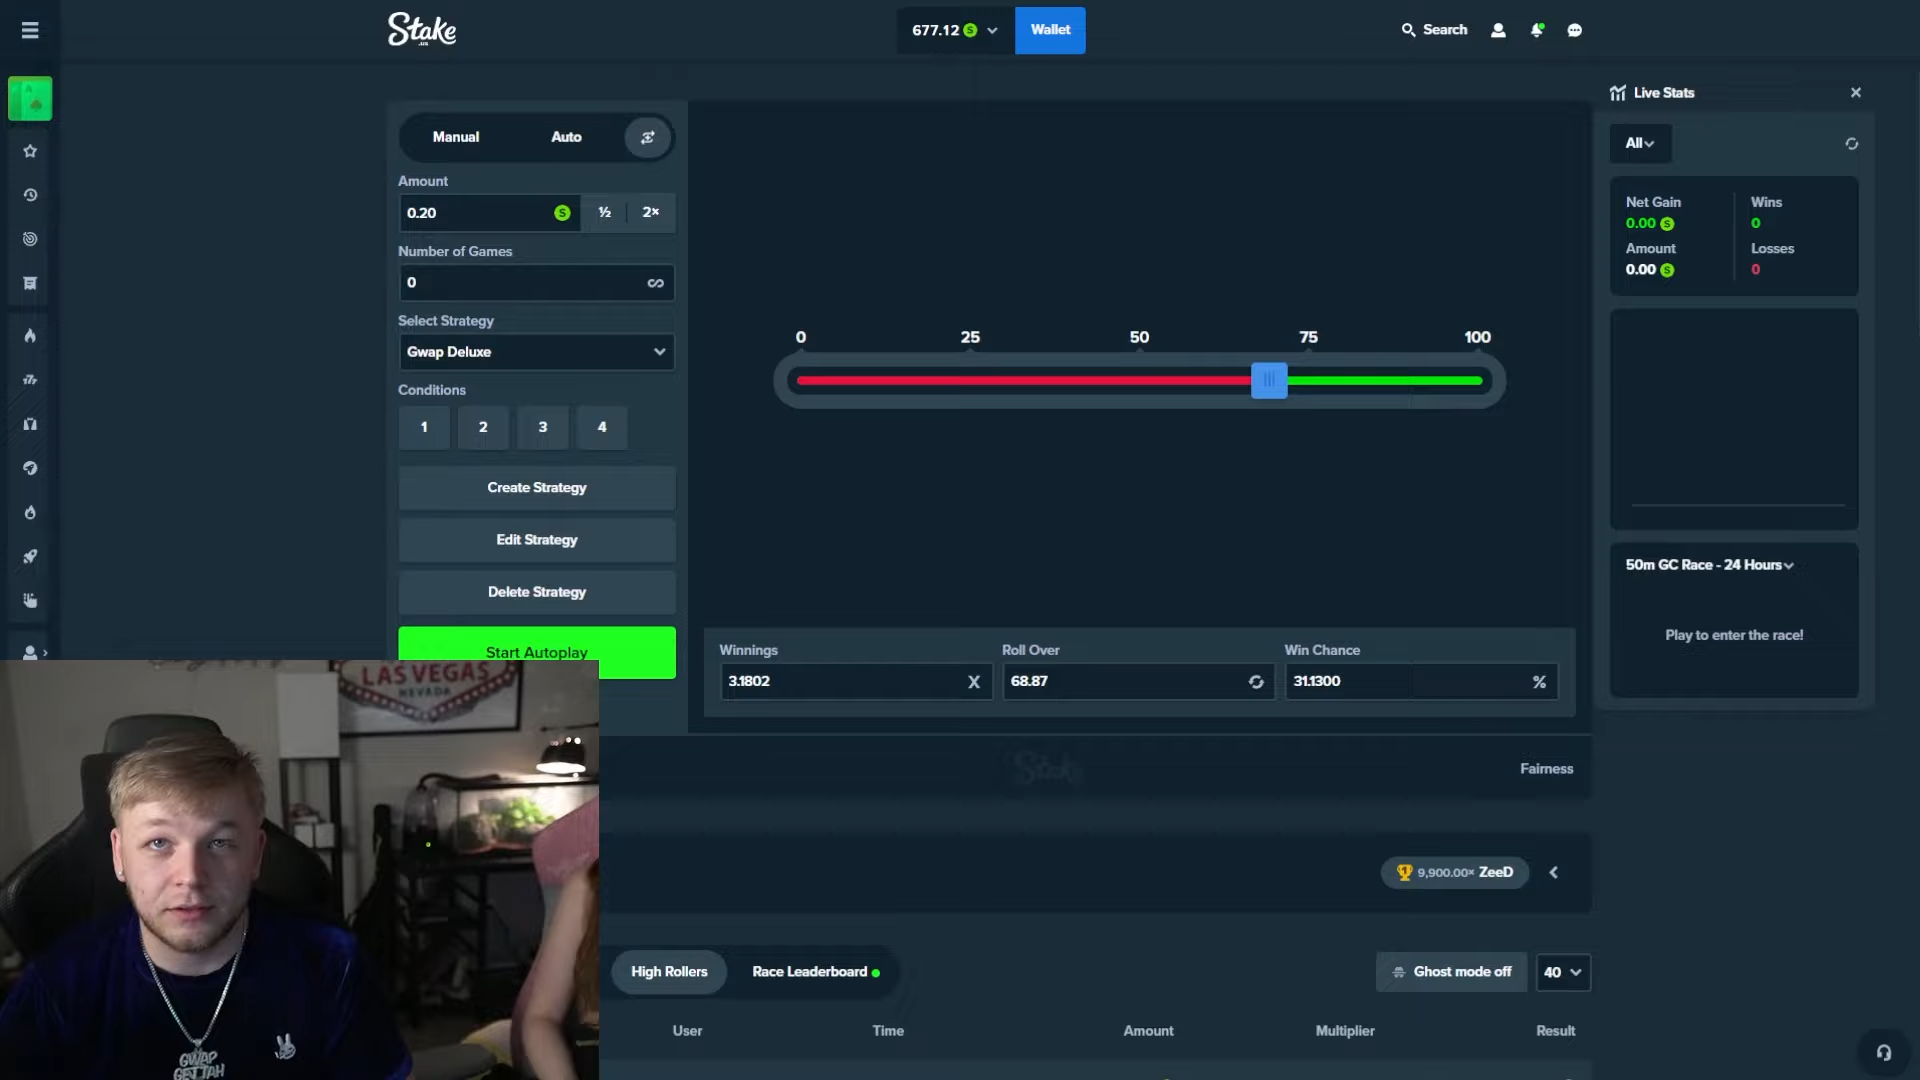 Stake
.us
677.12
Wallet
Search
Manual
Auto
Amount
0.20
½
2×
Number of Games
0
Select Strategy
Gwap Deluxe
Conditions
1
2
3
4
Create Strategy
Edit Strategy
Delete Strategy
Start Autoplay
0
25
50
75
100
Winnings
3.1802
X
Roll Over
68.87
Win Chance
31.1300
%
Stake
Fairness
9,900.00× ZeeD
High Rollers
Race Leaderboard
Ghost mode off
40
User
Time
Amount
Multiplier
Result
Live Stats
All
Net Gain
0.00
Wins
0
Amount
0.00
Losses
0
50m GC Race - 24 Hours
Play to enter the race!
LAS VEGAS
NEVADA
GWAP
GETTAH